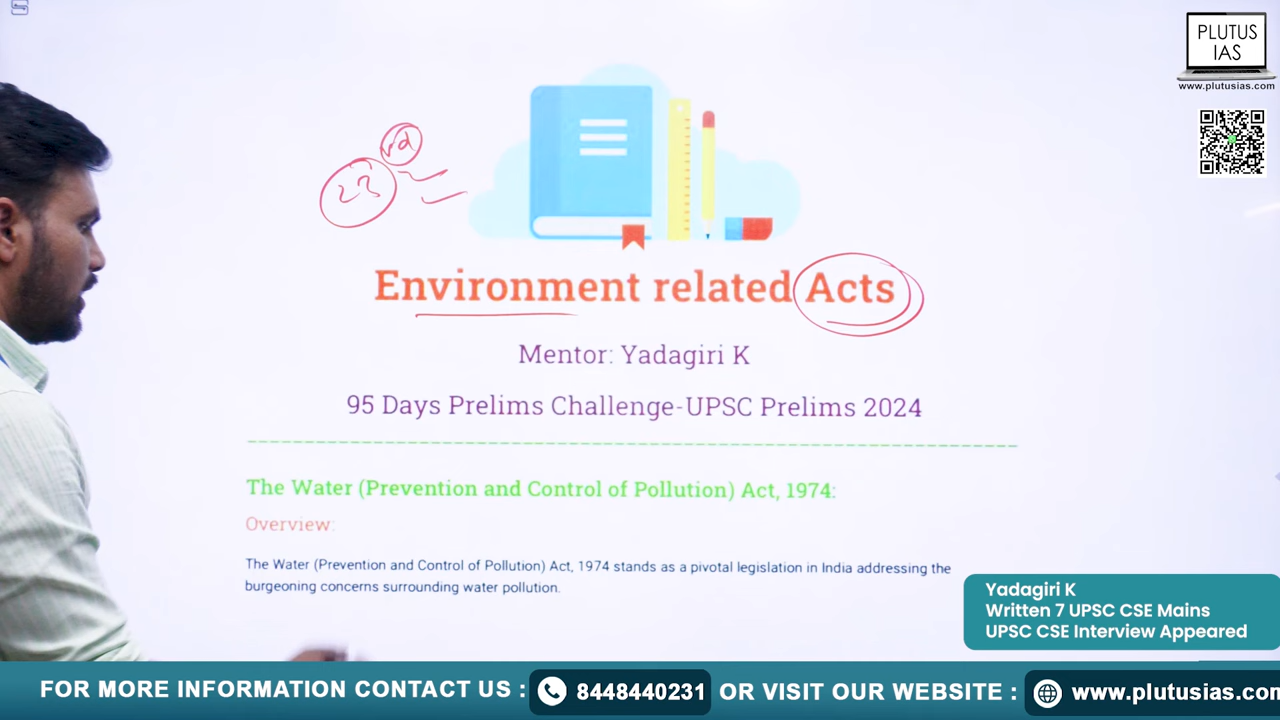 PLUTUS
IAS
www.plutusias.com
Environment related Acts
Mentor: Yadagiri K
95 Days Prelims Challenge-UPSC Prelims 2024
The Water (Prevention and Control of Pollution) Act, 1974:
Overview:
The Water (Prevention and Control of Pollution) Act, 1974 stands as a pivotal legislation in India addressing the
burgeoning concerns surrounding water pollution.
Yadagiri K
Written 7 UPSC CSE Mains
UPSC CSE Interview Appeared
FOR MORE INFORMATION CONTACT US : 8448440231 OR VISIT OUR WEBSITE : www.plutusias.com